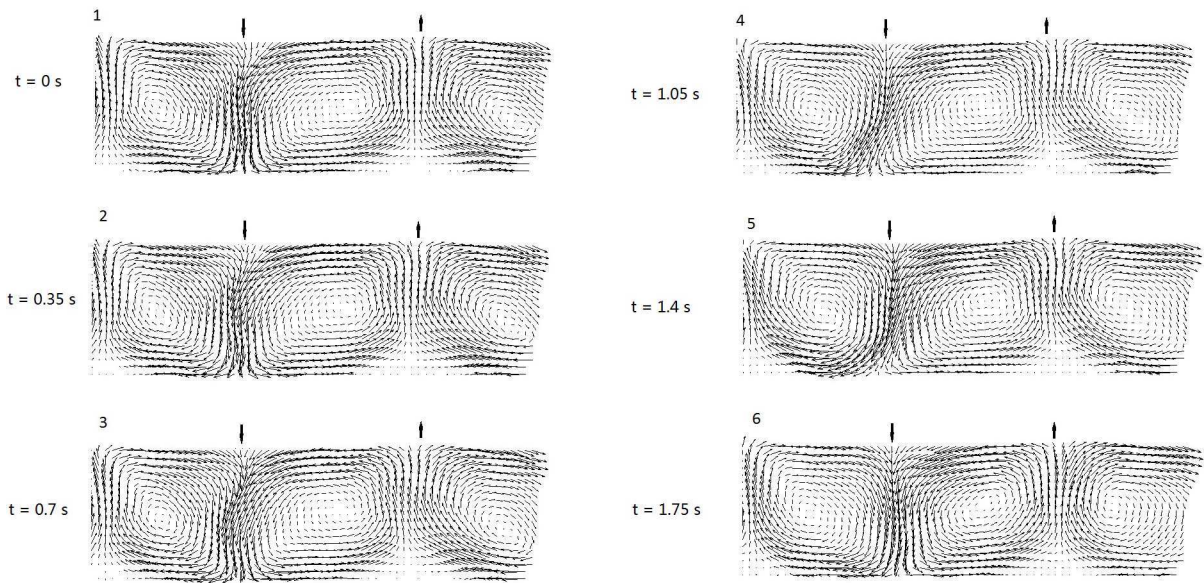 1
t = 0 s
2
t = 0.35 s
3
t = 0.7 s
4
t = 1.05 s
5
t = 1.4 s
6
t = 1.75 s